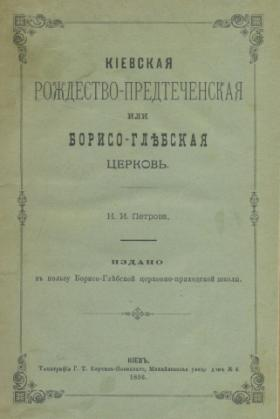 КІЕВСКАЯ
РОЖДЕСТВО-ПРЕДТЕЧЕНСКАЯ
ИЛИ
БОРИСО-ГЛѢБСКАЯ
ЦЕРКОВЬ.
Н. И. Петрова.
ИЗДАНО
въ пользу Борисо-Глѣбской церковно-приходской школы.
КІЕВЪ.
Типографія Г. Т. Корчакъ-Новицкаго, Михайловская улица домъ № 4
1896.